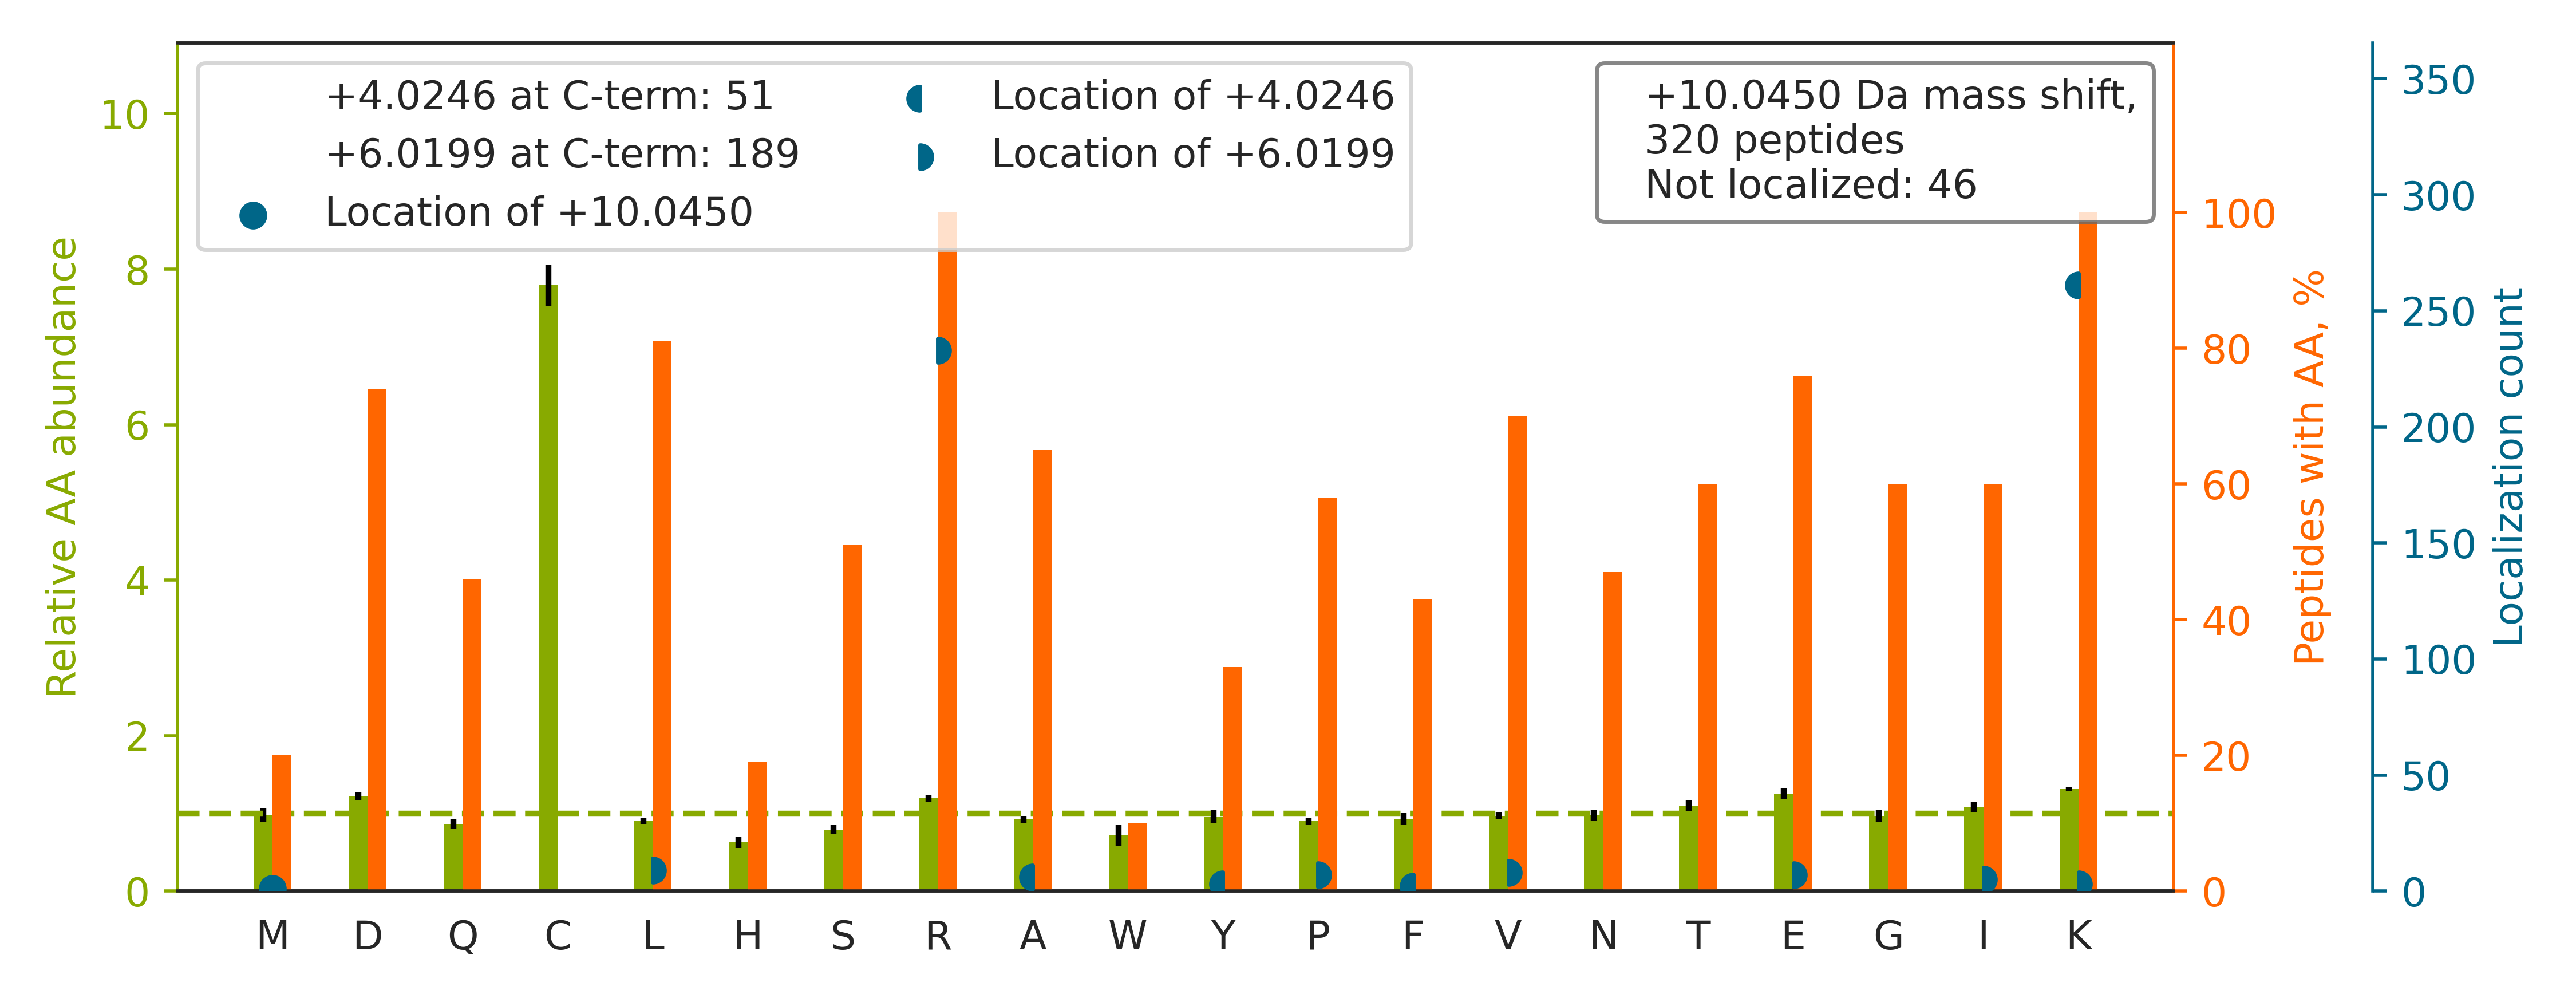 +4.0246 at C-term: 51
+6.0199 at C-term: 189
Location of +10.0450
Location of +4.0246
Location of +6.0199
+10.0450 Da mass shift,
320 peptides
Not localized: 46
Relative AA abundance
10
8
6
4
2
0
100
80
60
40
20
0
Peptides with AA, %
350
300
250
200
150
100
50
0
Localization count
M D Q C L H S R A W Y P F V N T E G I K